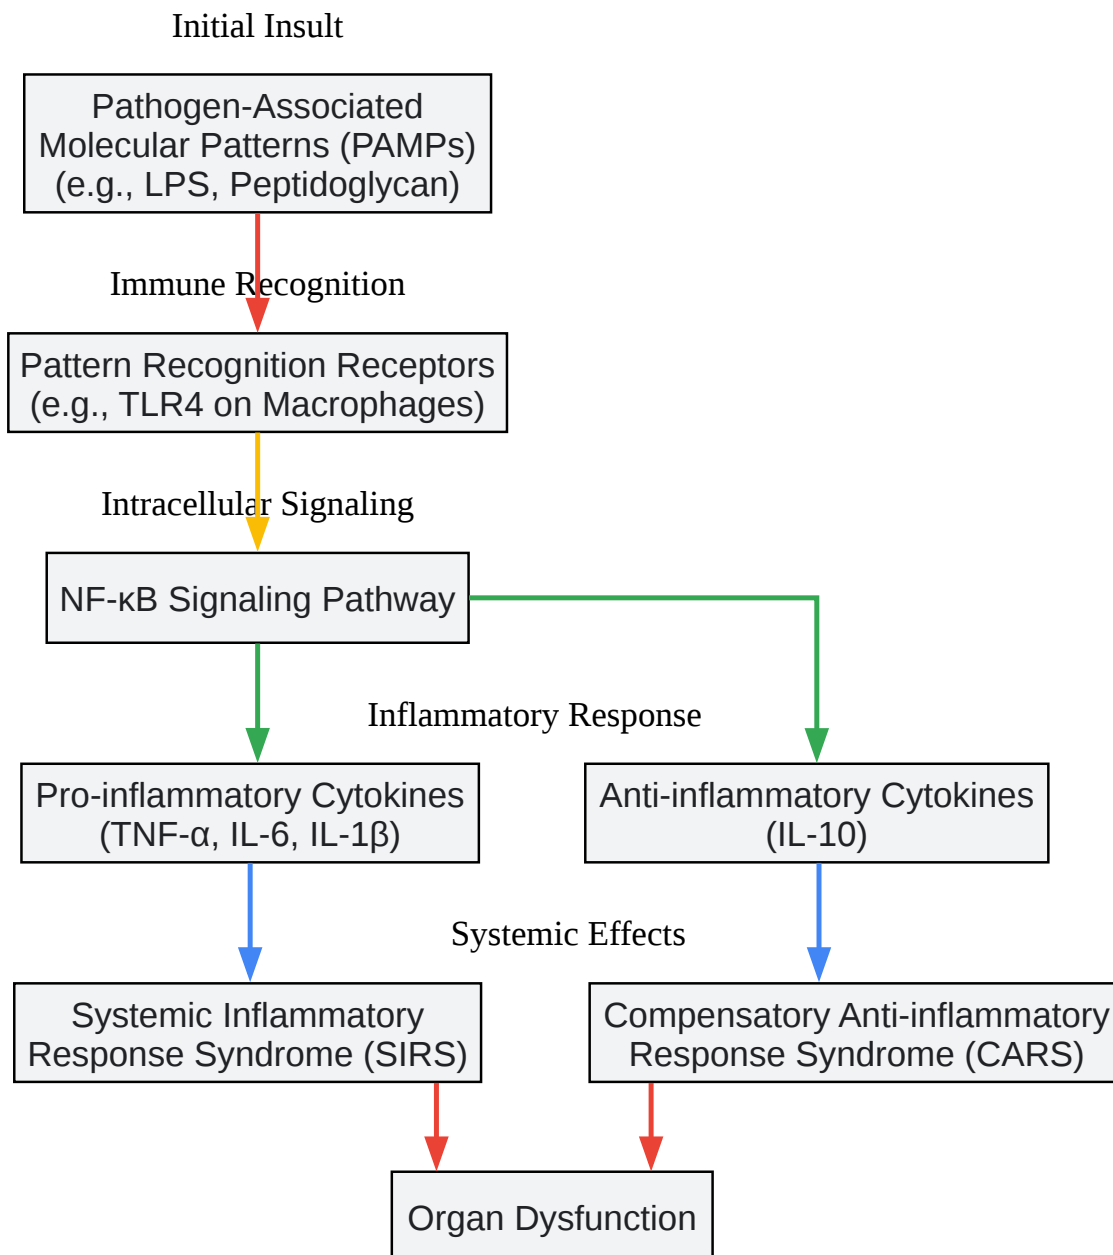 Initial Insult
Pathogen-Associated
Molecular Patterns (PAMPs)
(e.g., LPS, Peptidoglycan)
Immune Recognition
Pattern Recognition Receptors
(e.g., TLR4 on Macrophages)
Intracellular Signaling
NF-κB Signaling Pathway
Inflammatory Response
Pro-inflammatory Cytokines
(TNF-α, IL-6, IL-1β)
Anti-inflammatory Cytokines
(IL-10)
Systemic Effects
Systemic Inflammatory
Response Syndrome (SIRS)
Compensatory Anti-inflammatory
Response Syndrome (CARS)
Organ Dysfunction